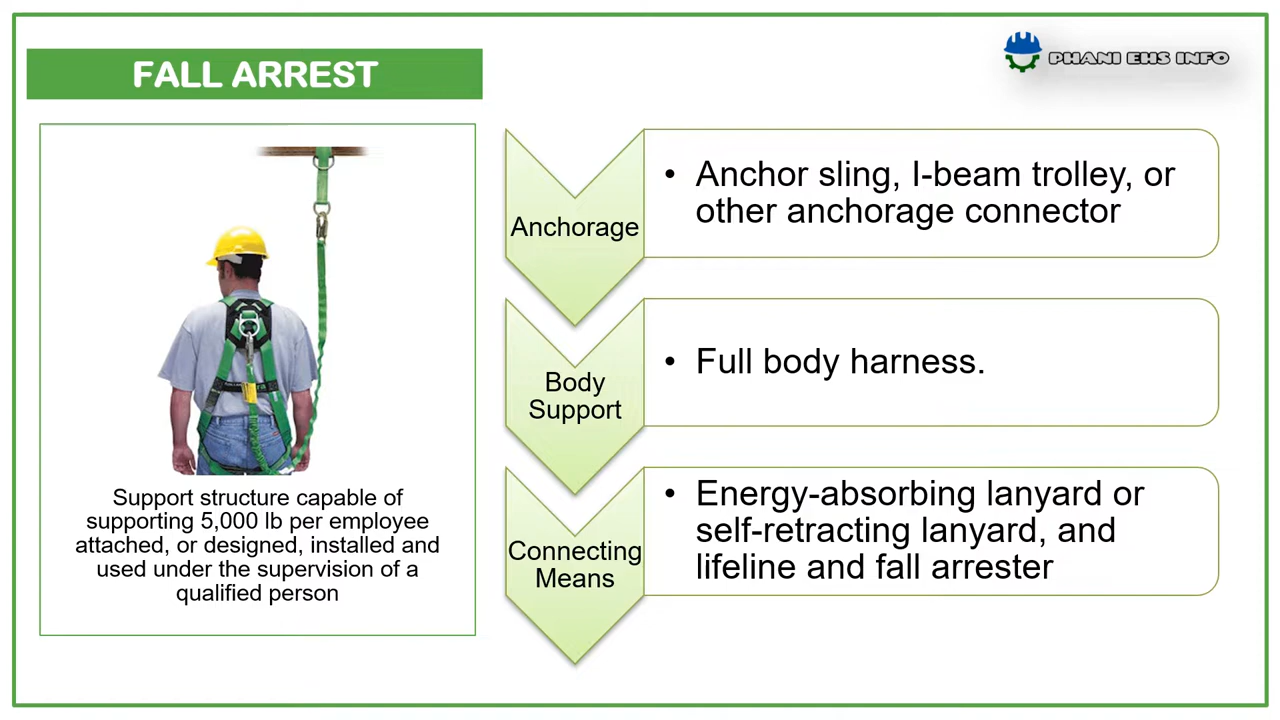 FALL ARREST
PHANI EHS INFO
Support structure capable of
supporting 5,000 lb per employee
attached, or designed, installed and
used under the supervision of a
qualified person
Anchorage
• Anchor sling, I-beam trolley, or
other anchorage connector
Body
Support
• Full body harness.
Connecting
Means
• Energy-absorbing lanyard or
self-retracting lanyard, and
lifeline and fall arrester